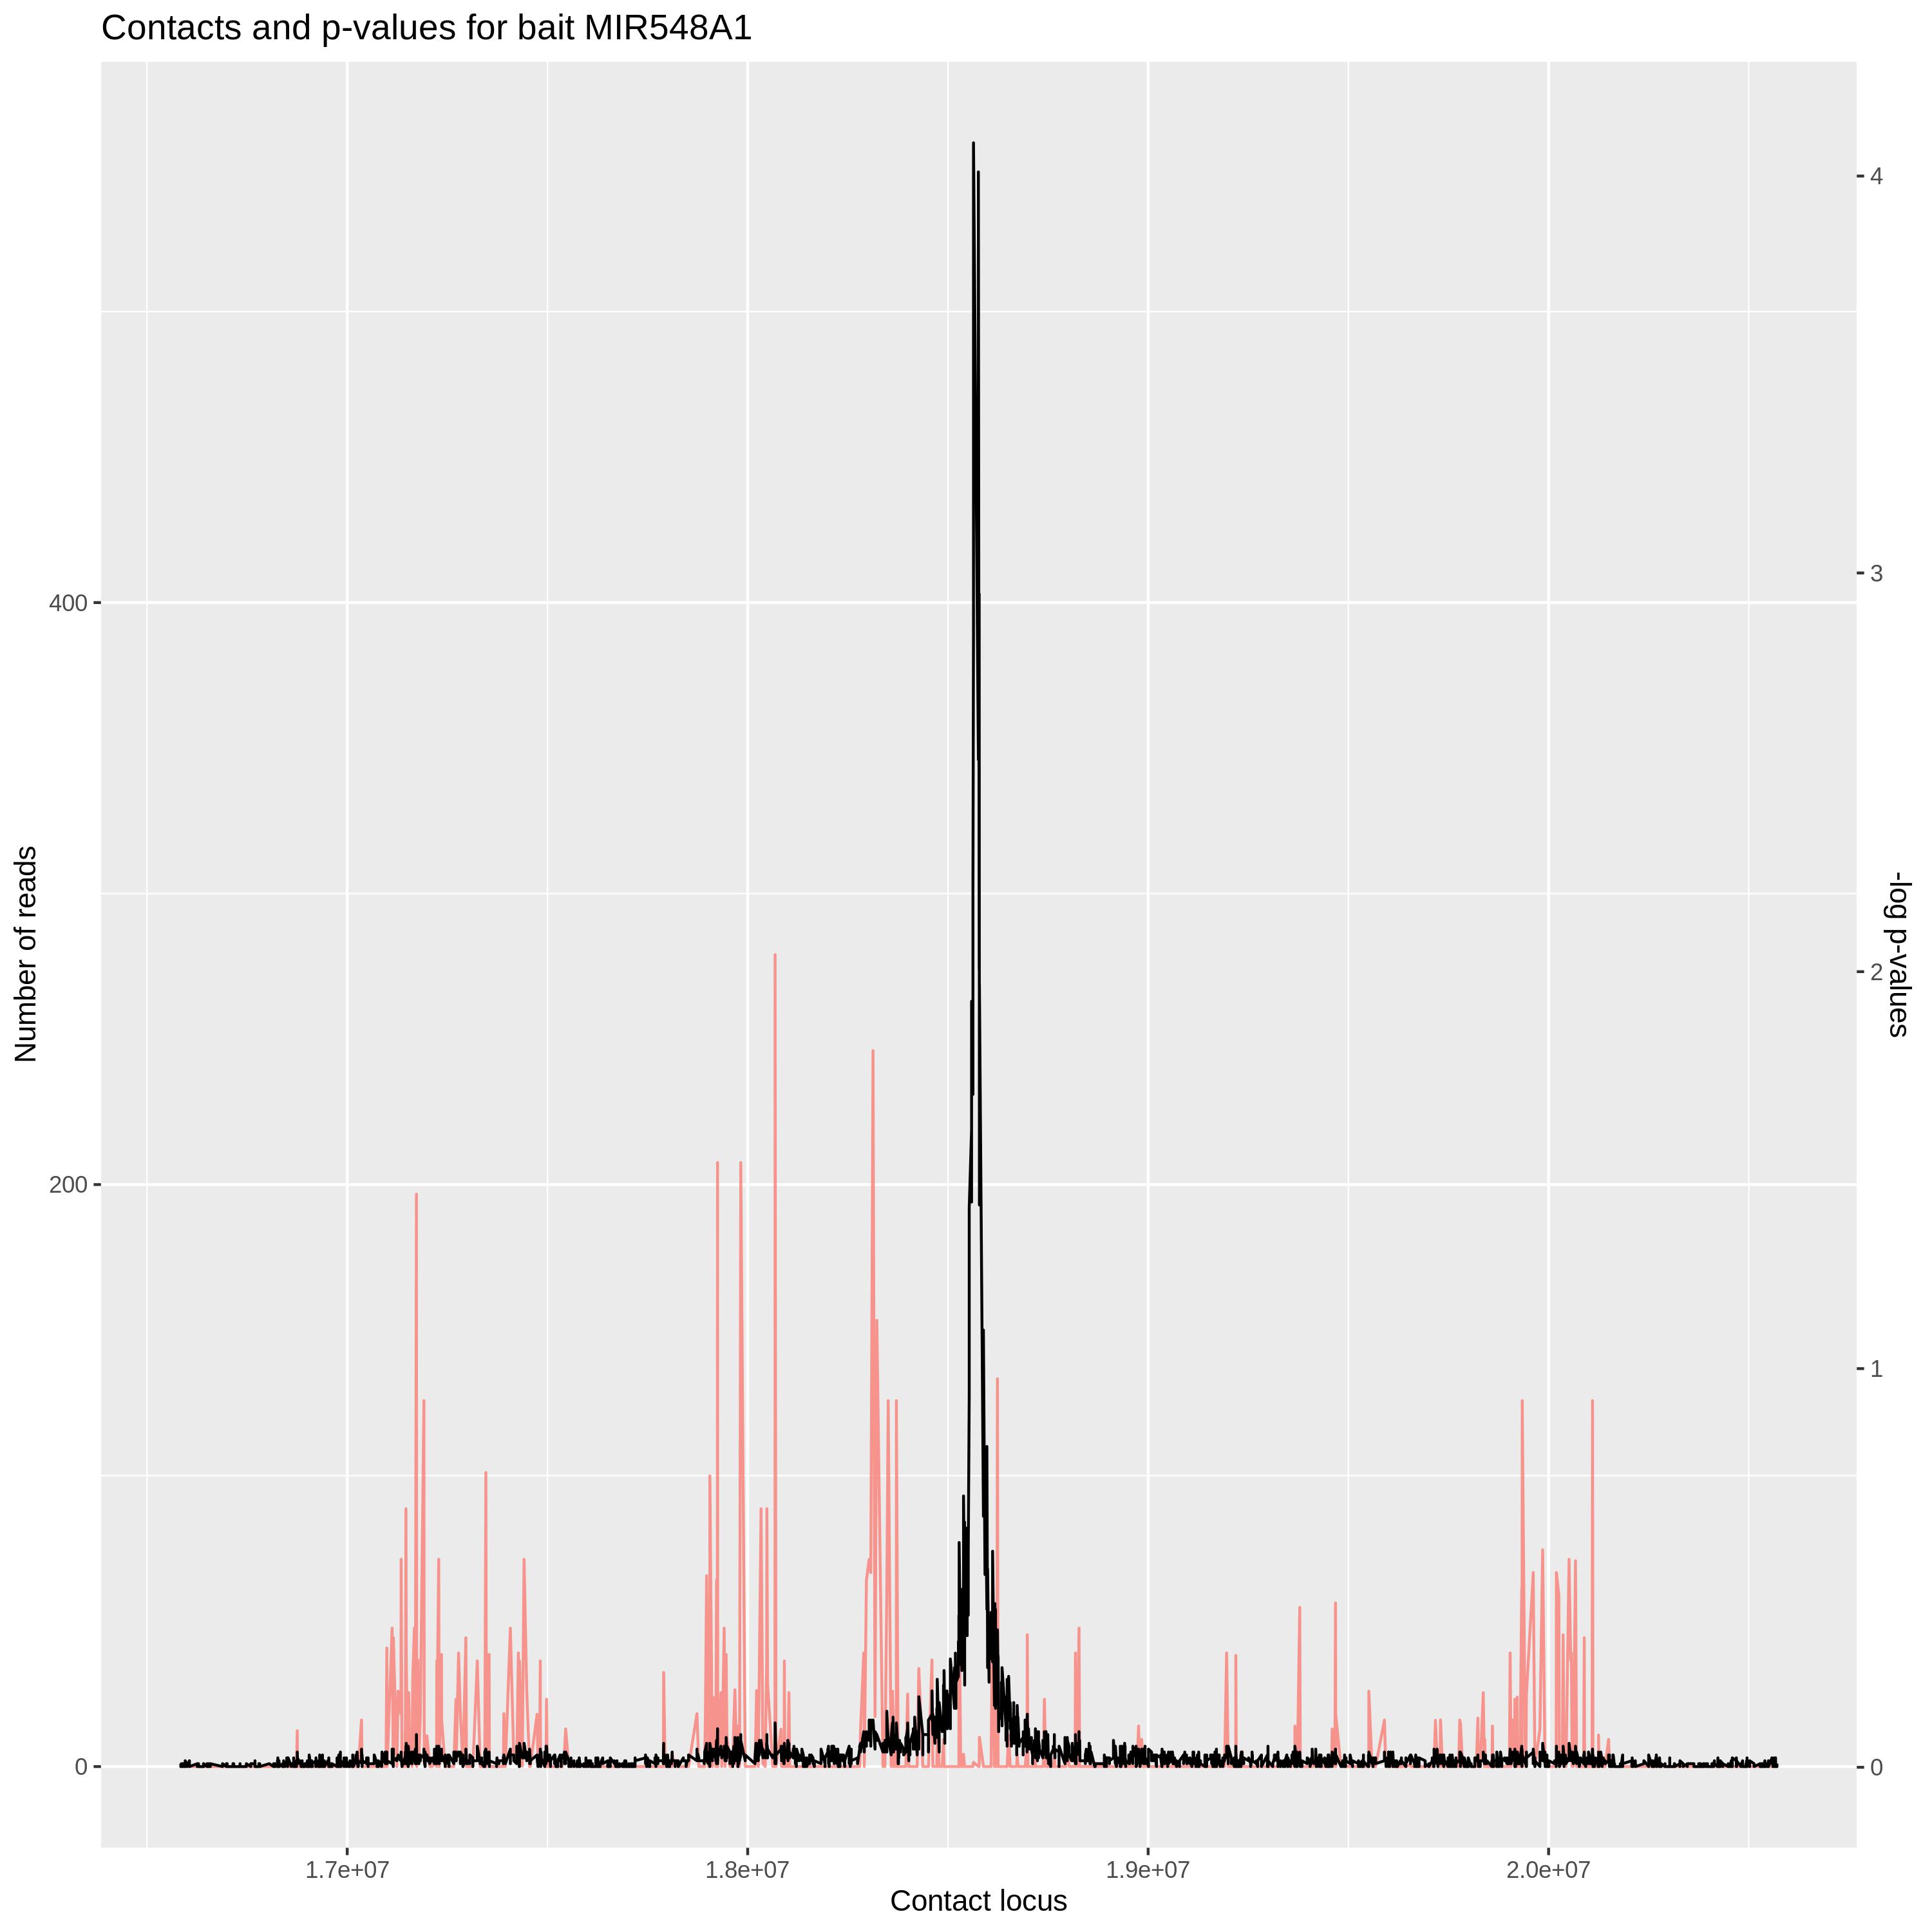 Contacts and p-values for bait MIR548A1
Number of reads
400
200
0
4
3
2
1
0
-log p-values
1.7e+07
1.8e+07
1.9e+07
2.0e+07
Contact locus